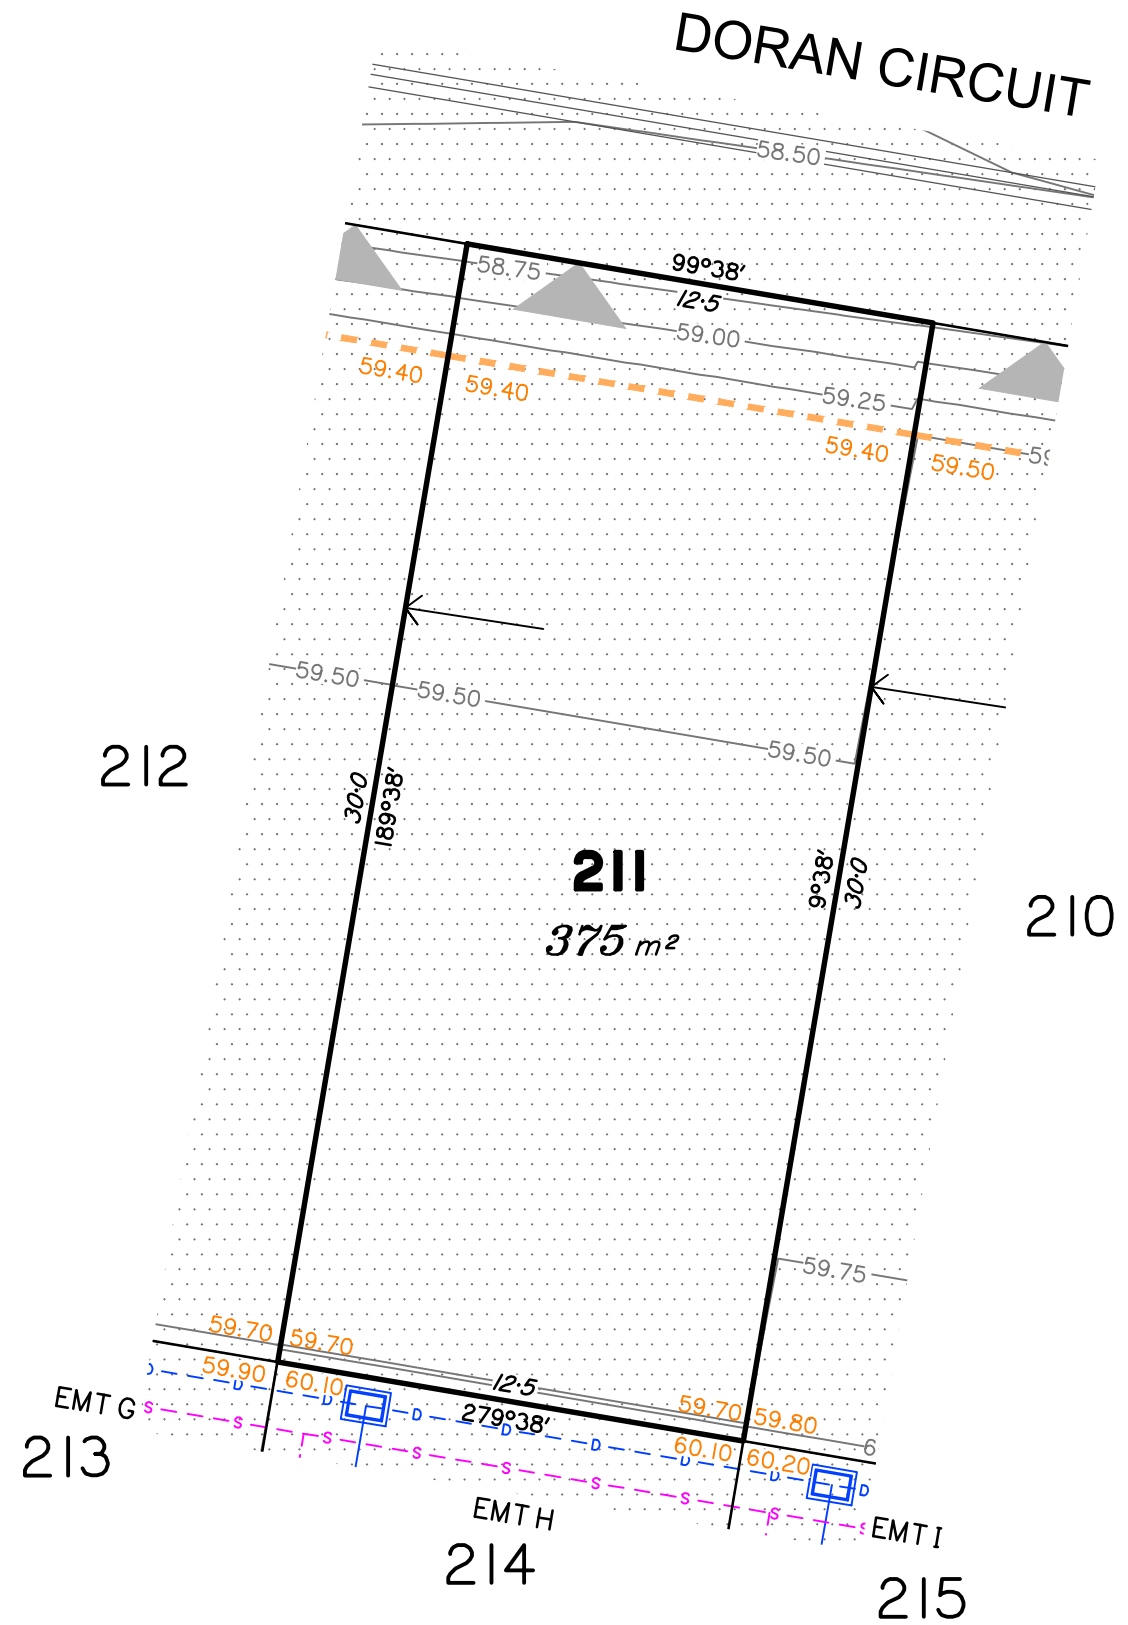 DORAN CIRCUIT
58.50
99°38'
58.75
12·5
59.00
59.40
59.40
59.25
59.40
59.50
59.50
59.50
59.50
212
30·0
189°38'
211
9°38'
30·0
375 m²
210
59.75
59.70
59.70
59.90
60.10
12·5
59.70
59.80
D
D
D
D
D
D
D
D
D
EMT G
S
S
S
S
S
S
S
S
279°38'
60.10
60.20
213
EMT H
EMT I
214
215